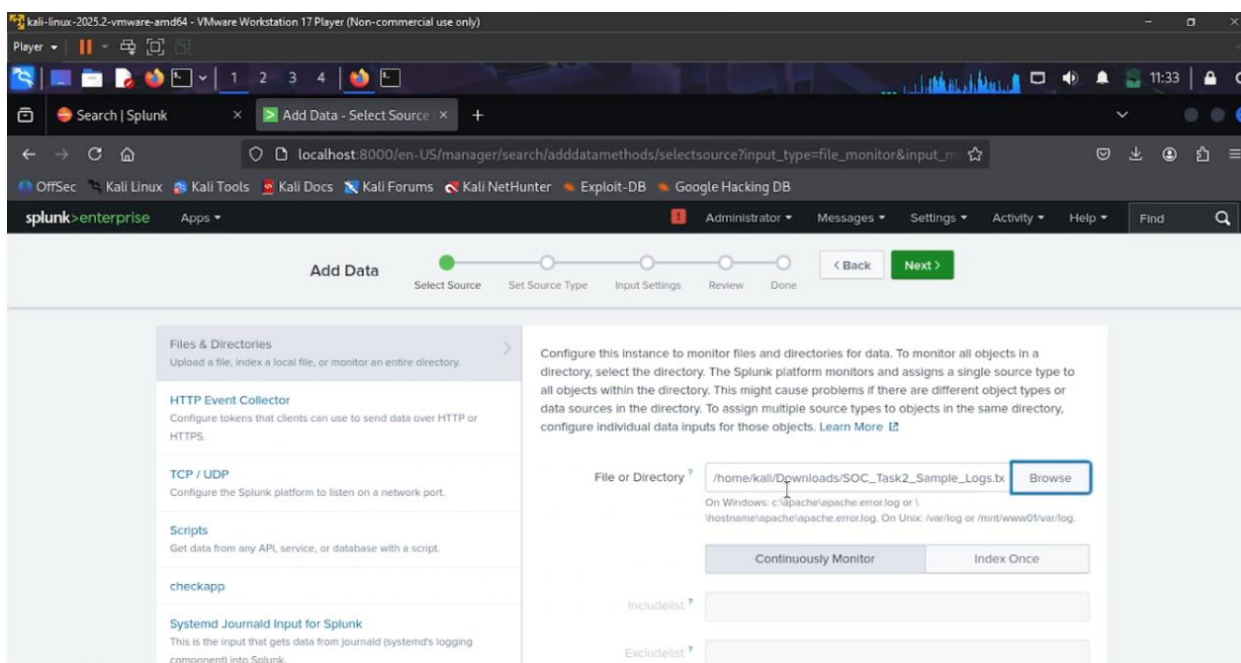 kali-linux-2025.2-vmware-amd64 - VMware Workstation 17 Player (Non-commercial use only)
Player
1 2 3 4
11:33
Search | Splunk
Add Data - Select Source
localhost:8000/en-US/manager/search/adddatamethods/selectsource?input_type=file_monitor&input_m
OffSec Kali Linux Kali Tools Kali Docs Kali Forums Kali NetHunter Exploit-DB Google Hacking DB
splunk>enterprise Apps Administrator Messages Settings Activity Help Find
Add Data
Select Source Set Source Type Input Settings Review Done
< Back Next >
Files & Directories
Upload a file, index a local file, or monitor an entire directory.
HTTP Event Collector
Configure tokens that clients can use to send data over HTTP or
HTTPS.
TCP / UDP
Configure the Splunk platform to listen on a network port.
Scripts
Get data from any API, service, or database with a script.
checkapp
Systemd Journald Input for Splunk
This is the input that gets data from journald (systemd's logging
component) into Splunk.
Configure this instance to monitor files and directories for data. To monitor all objects in a
directory, select the directory. The Splunk platform monitors and assigns a single source type to
all objects within the directory. This might cause problems if there are different object types or
data sources in the directory. To assign multiple source types to objects in the same directory,
configure individual data inputs for those objects. Learn More
File or Directory ? /home/kali/Downloads/SOC_Task2_Sample_Logs.tx Browse
On Windows: c:\apache\apache.error.log or \
\hostname\apache\apache.error.log. On Unix: /var/log or /mnt/www01/var/log.
Continuously Monitor Index Once
Includelist ?
Excludelist ?